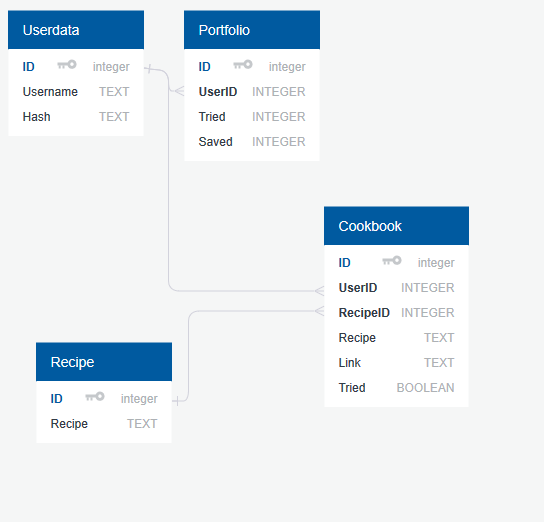 Userdata
ID integer
Username TEXT
Hash TEXT
Portfolio
ID integer
UserID INTEGER
Tried INTEGER
Saved INTEGER
Cookbook
ID integer
UserID INTEGER
RecipeID INTEGER
Recipe TEXT
Link TEXT
Tried BOOLEAN
Recipe
ID integer
Recipe TEXT